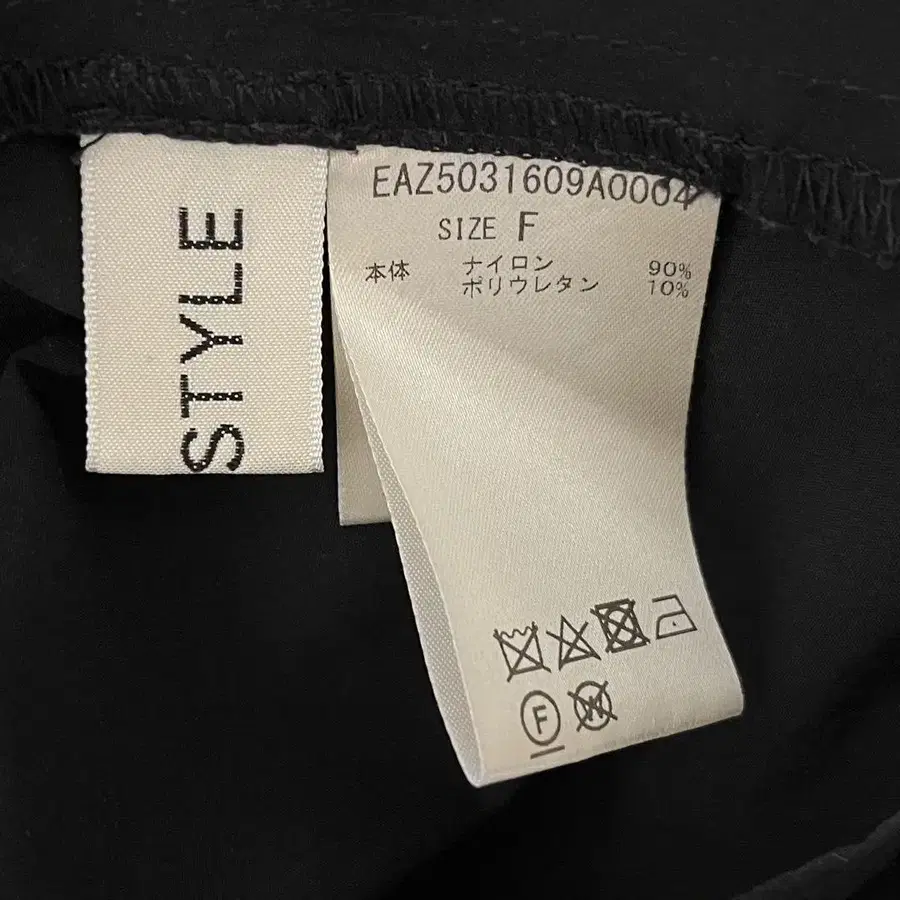 STYLE
EAZ5031609A0004
SIZE F
本体 ナイロン 90%
ポリウレタン 10%
F
W